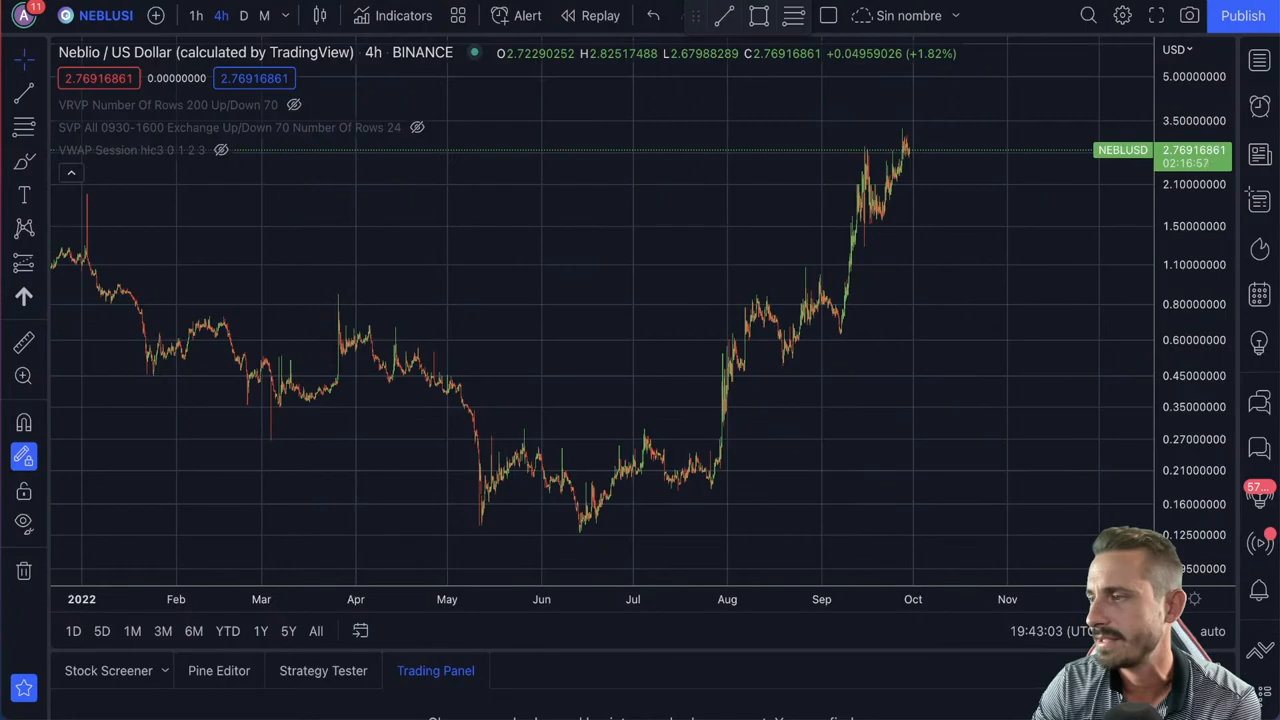 A 11 NEBLUSI 1h 4h D M Indicators Alert Replay Sin nombre Publish
Neblio / US Dollar (calculated by TradingView) · 4h · BINANCE O2.72290252 H2.82517488 L2.67988289 C2.76916861 +0.04959026 (+1.82%)
USD
2.76916861 0.00000000 2.76916861
VRVP Number Of Rows 200 Up/Down 70
SVP All 0930-1600 Exchange Up/Down 70 Number Of Rows 24
VWAP Session hlc3 0 1 2 3
5.00000000
3.50000000
NEBLUSD 2.76916861
02:16:57
2.10000000
1.50000000
1.10000000
0.80000000
0.60000000
0.45000000
0.35000000
0.27000000
0.21000000
57...
0.16000000
0.12500000
9500000
2022 Feb Mar Apr May Jun Jul Aug Sep Oct Nov
1D 5D 1M 3M 6M YTD 1Y 5Y All 19:43:03 (UTC auto
Stock Screener Pine Editor Strategy Tester Trading Panel